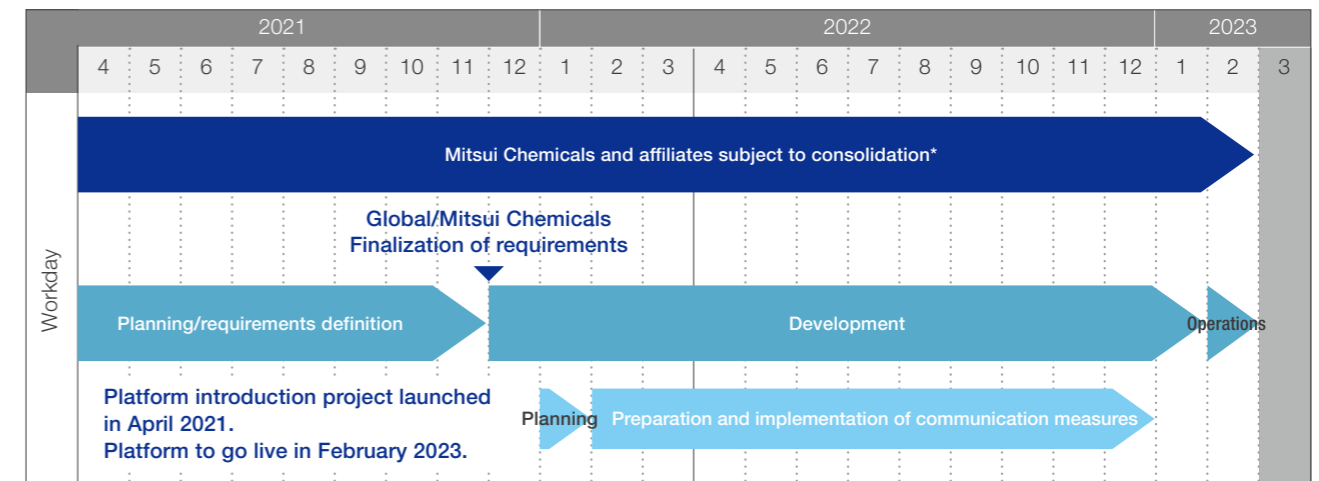 2021 2022 2023
4 5 6 7 8 9 10 11 12 1 2 3 4 5 6 7 8 9 10 11 12 1 2 3
Workday
Mitsui Chemicals and affiliates subject to consolidation*
Global/Mitsui Chemicals
Finalization of requirements
Planning/requirements definition Development Operations
Platform introduction project launched
in April 2021.
Platform to go live in February 2023.
Planning Preparation and implementation of communication measures